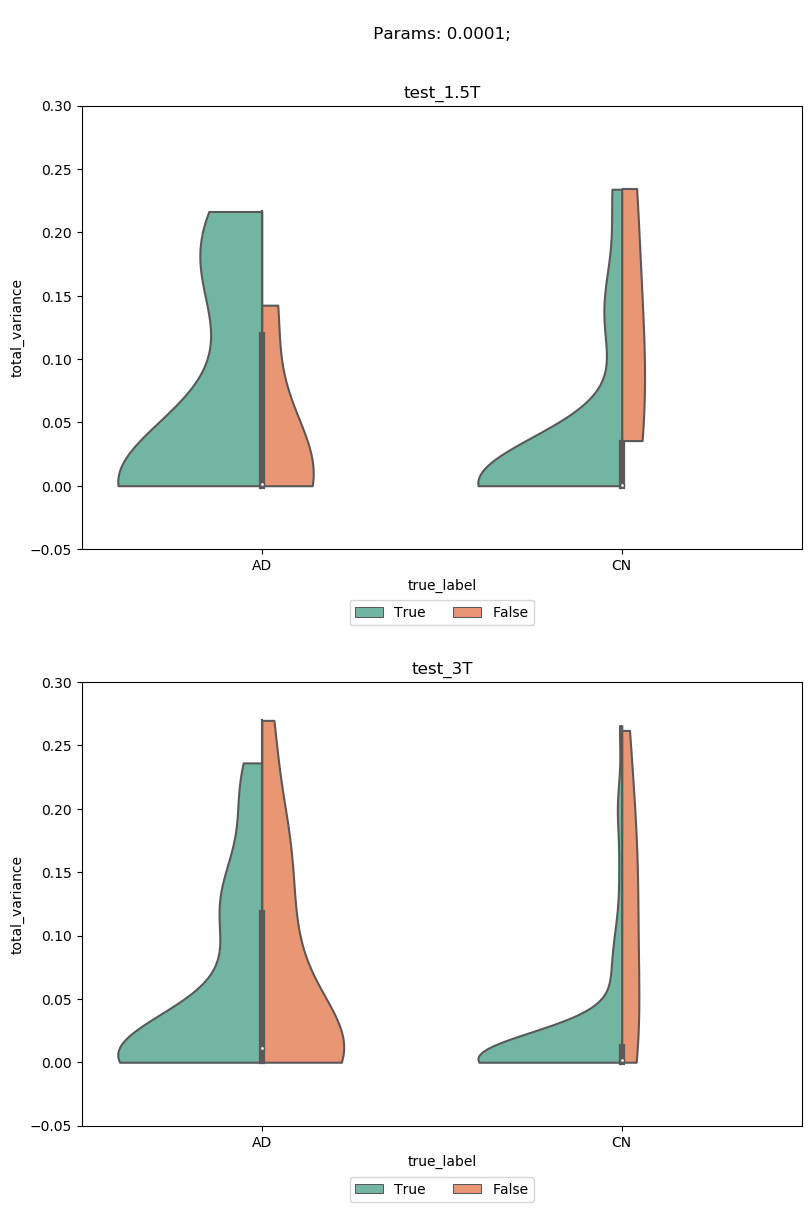 Params: 0.0001;
test_1.5T
0.30
0.25
0.20
0.15
0.10
0.05
0.00
−0.05
total_variance
AD CN
true_label
True False
test_3T
0.30
0.25
0.20
0.15
0.10
0.05
0.00
−0.05
total_variance
AD CN
true_label
True False